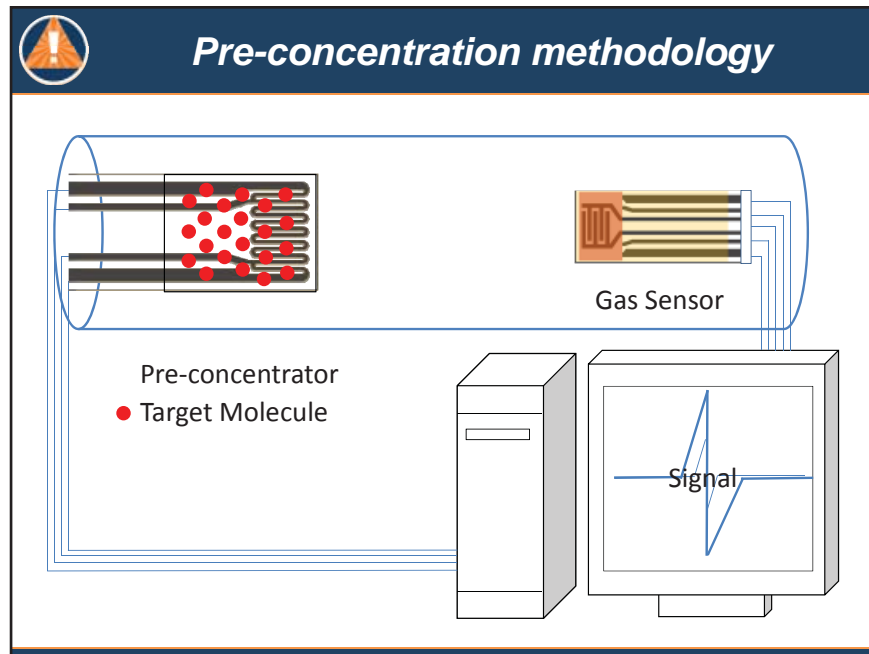 Pre-concentration methodology
Gas Sensor
Pre-concentrator
Target Molecule
Signal